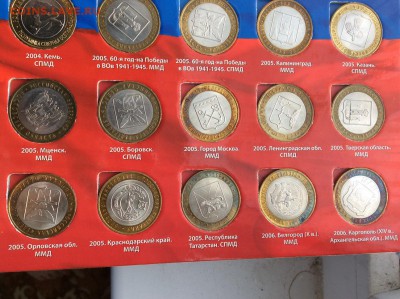 2004. Кемь.
СПМД
2005. 60-я год-на Победы
в ВОв 1941-1945. ММД
2005. 60-я год-на Победы
в ВОв 1941-1945. СПМД
2005. Калининград.
ММД
2005. Казань.
СПМД
2005. Мценск.
ММД
2005. Боровск.
СПМД
2005. Город Москва.
ММД
2005. Ленинградская обл.
СПМД
2005. Тверская область.
ММД
2005. Орловская обл.
ММД
2005. Краснодарский край.
ММД
2005. Республика
Татарстан. СПМД
2006. Белгород (X в.).
ММД
2006. Каргополь (XIV в.)
Архангельская обл.) ММД